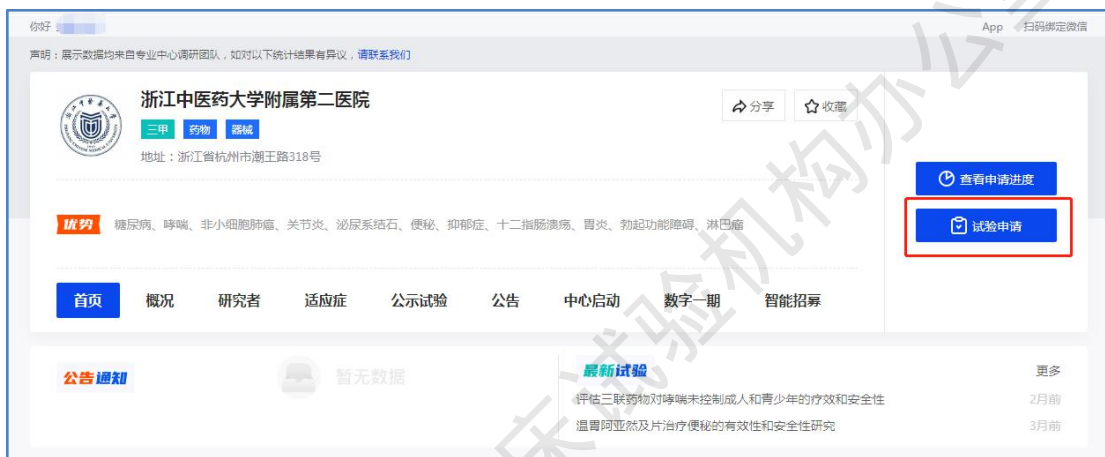 你好
App 扫码绑定微信
声明：展示数据均来自专业中心调研团队，如对以下统计结果有异议，请联系我们
浙江中医药大学附属第二医院
分享 收藏
三甲 药物 器械
地址：浙江省杭州市潮王路318号
查看申请进度
试验申请
优势 糖尿病、哮喘、非小细胞肺癌、关节炎、泌尿系结石、便秘、抑郁症、十二指肠溃疡、胃炎、勃起功能障碍、淋巴瘤
首页 概况 研究者 适应症 公示试验 公告 中心启动 数字一期 智能招募
公告通知 暂无数据 最新试验 更多
评估三联药物对哮喘未控制成人和青少年的疗效和安全性 2月前
温胃阿亚然及片治疗便秘的有效性和安全性研究 3月前
床试验机构办公室